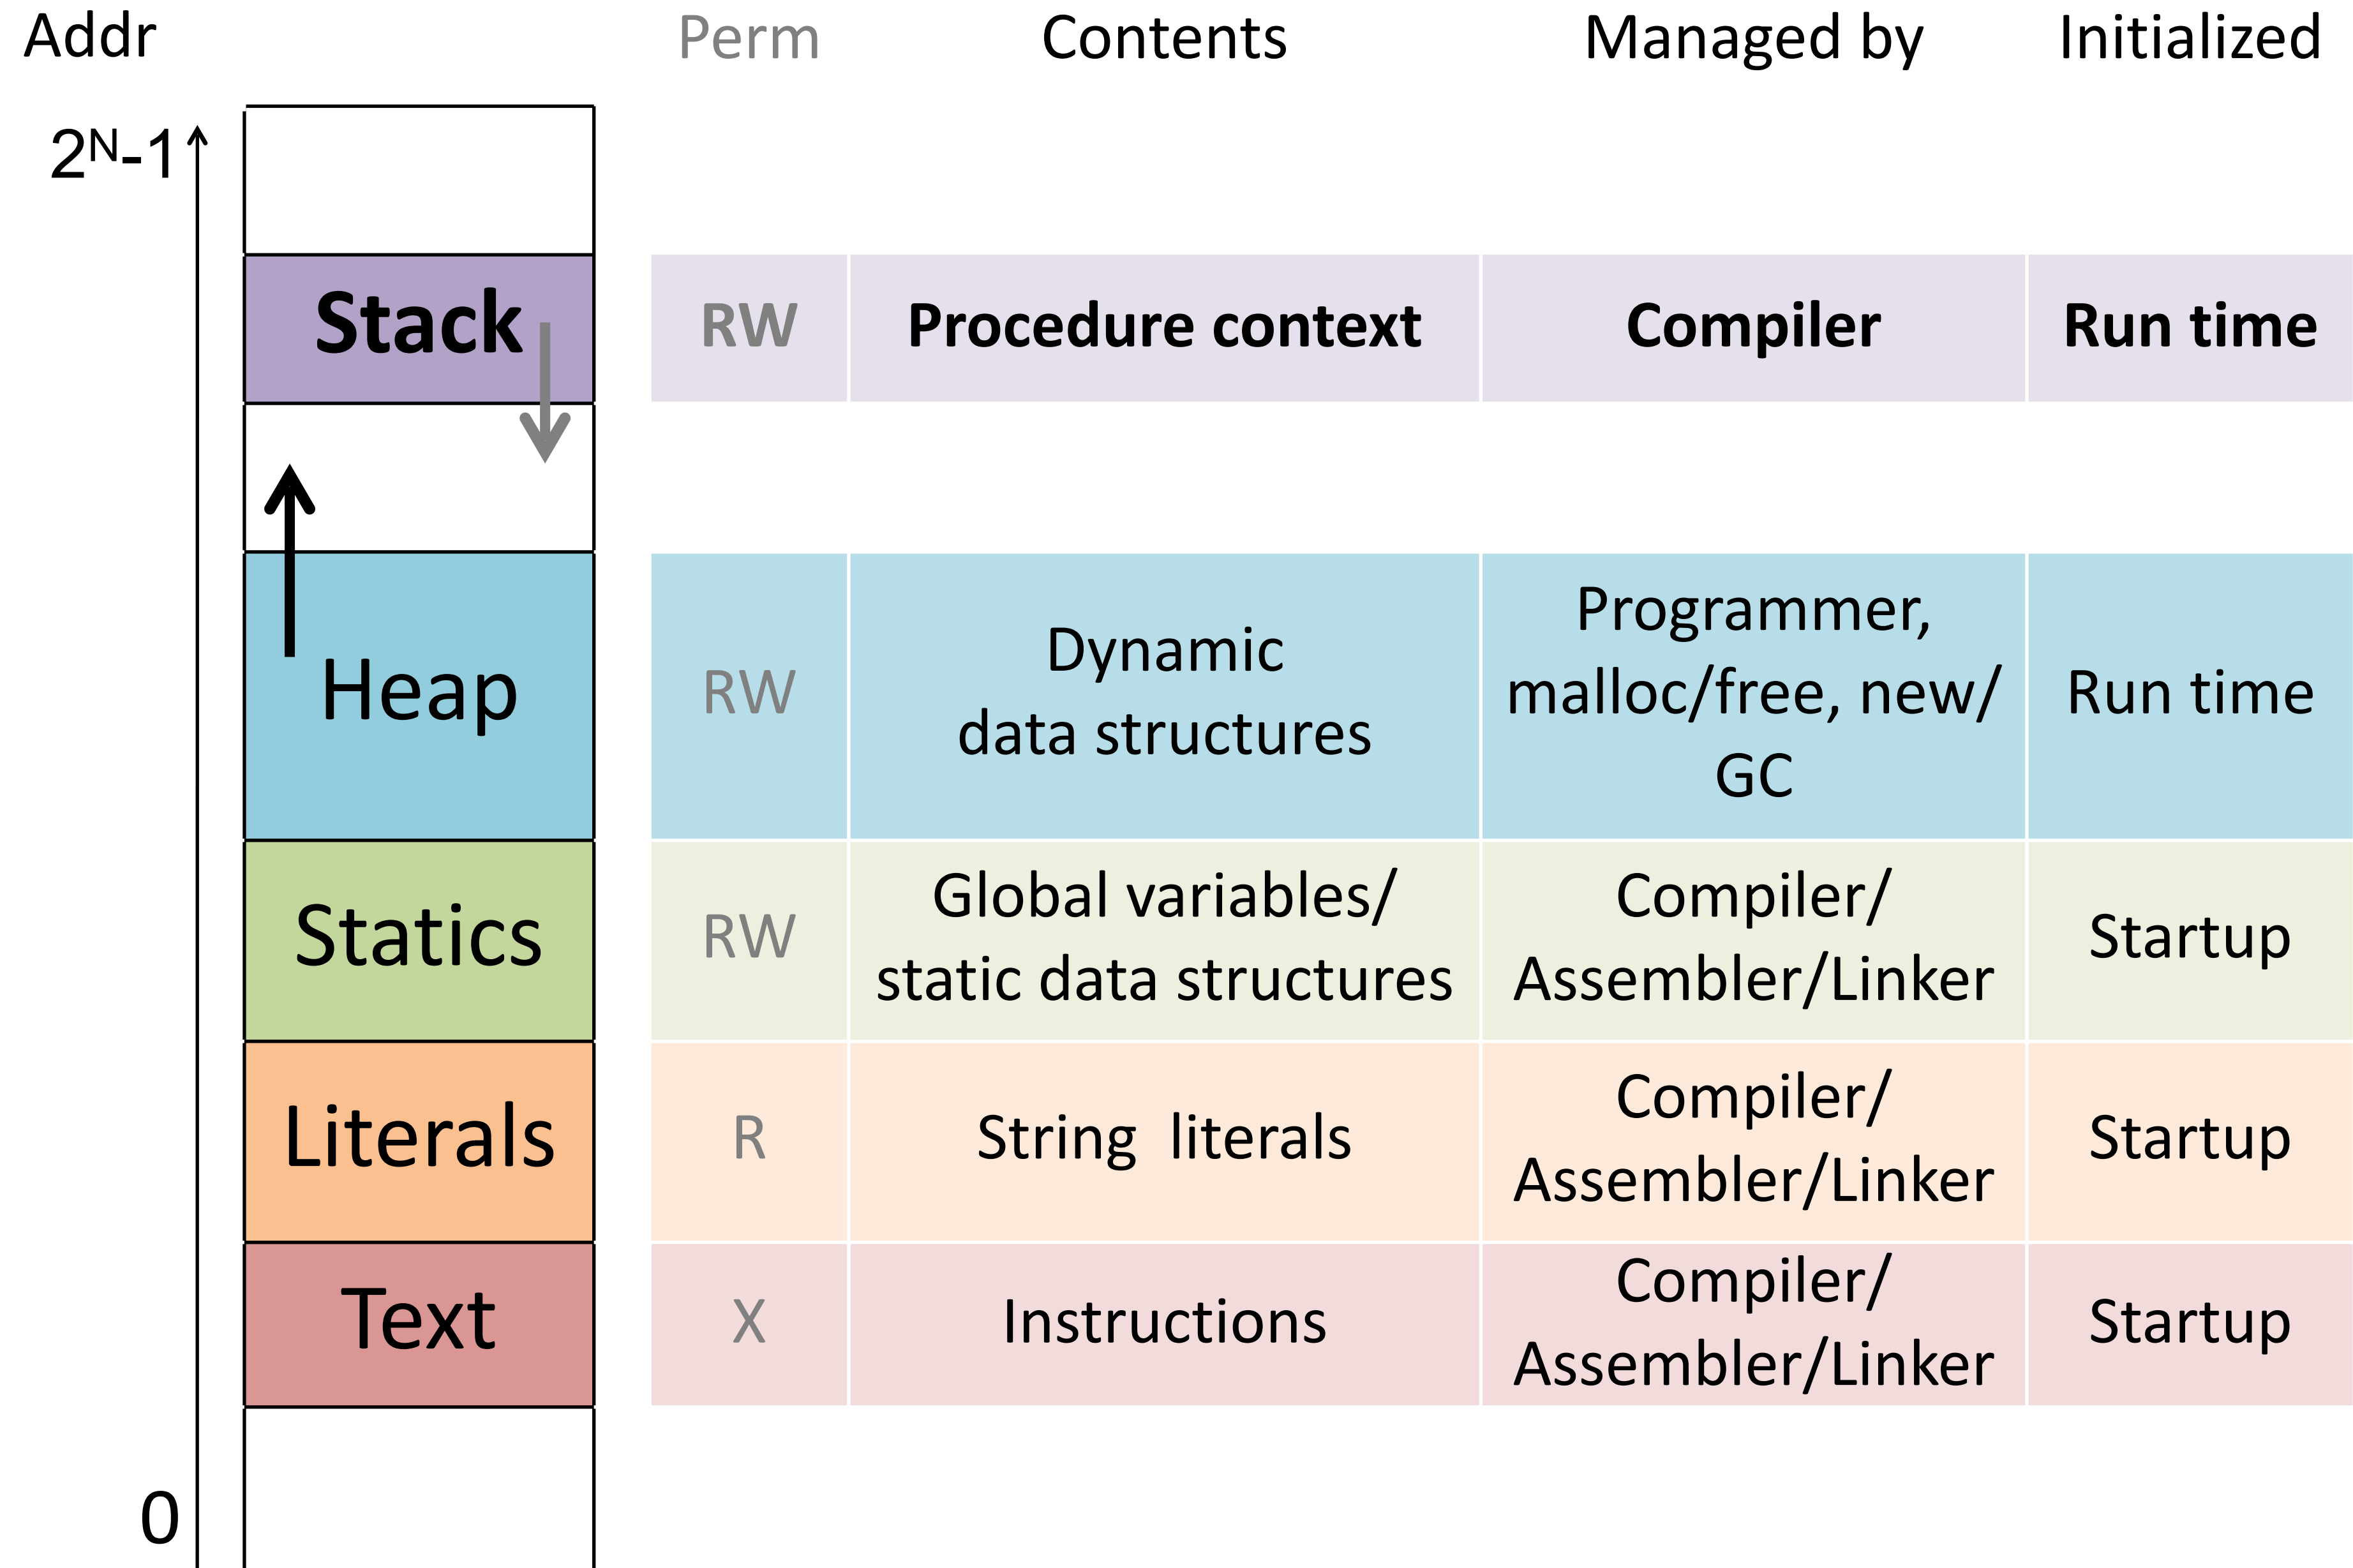 Addr Perm Contents Managed by Initialized
2ᴺ-1
Stack RW Procedure context Compiler Run time
Heap RW Dynamic
data structures
Programmer,
malloc/free, new/
GC
Run time
Statics RW Global variables/
static data structures
Compiler/
Assembler/Linker
Startup
Literals R String literals Compiler/
Assembler/Linker
Startup
Text X Instructions Compiler/
Assembler/Linker
Startup
0